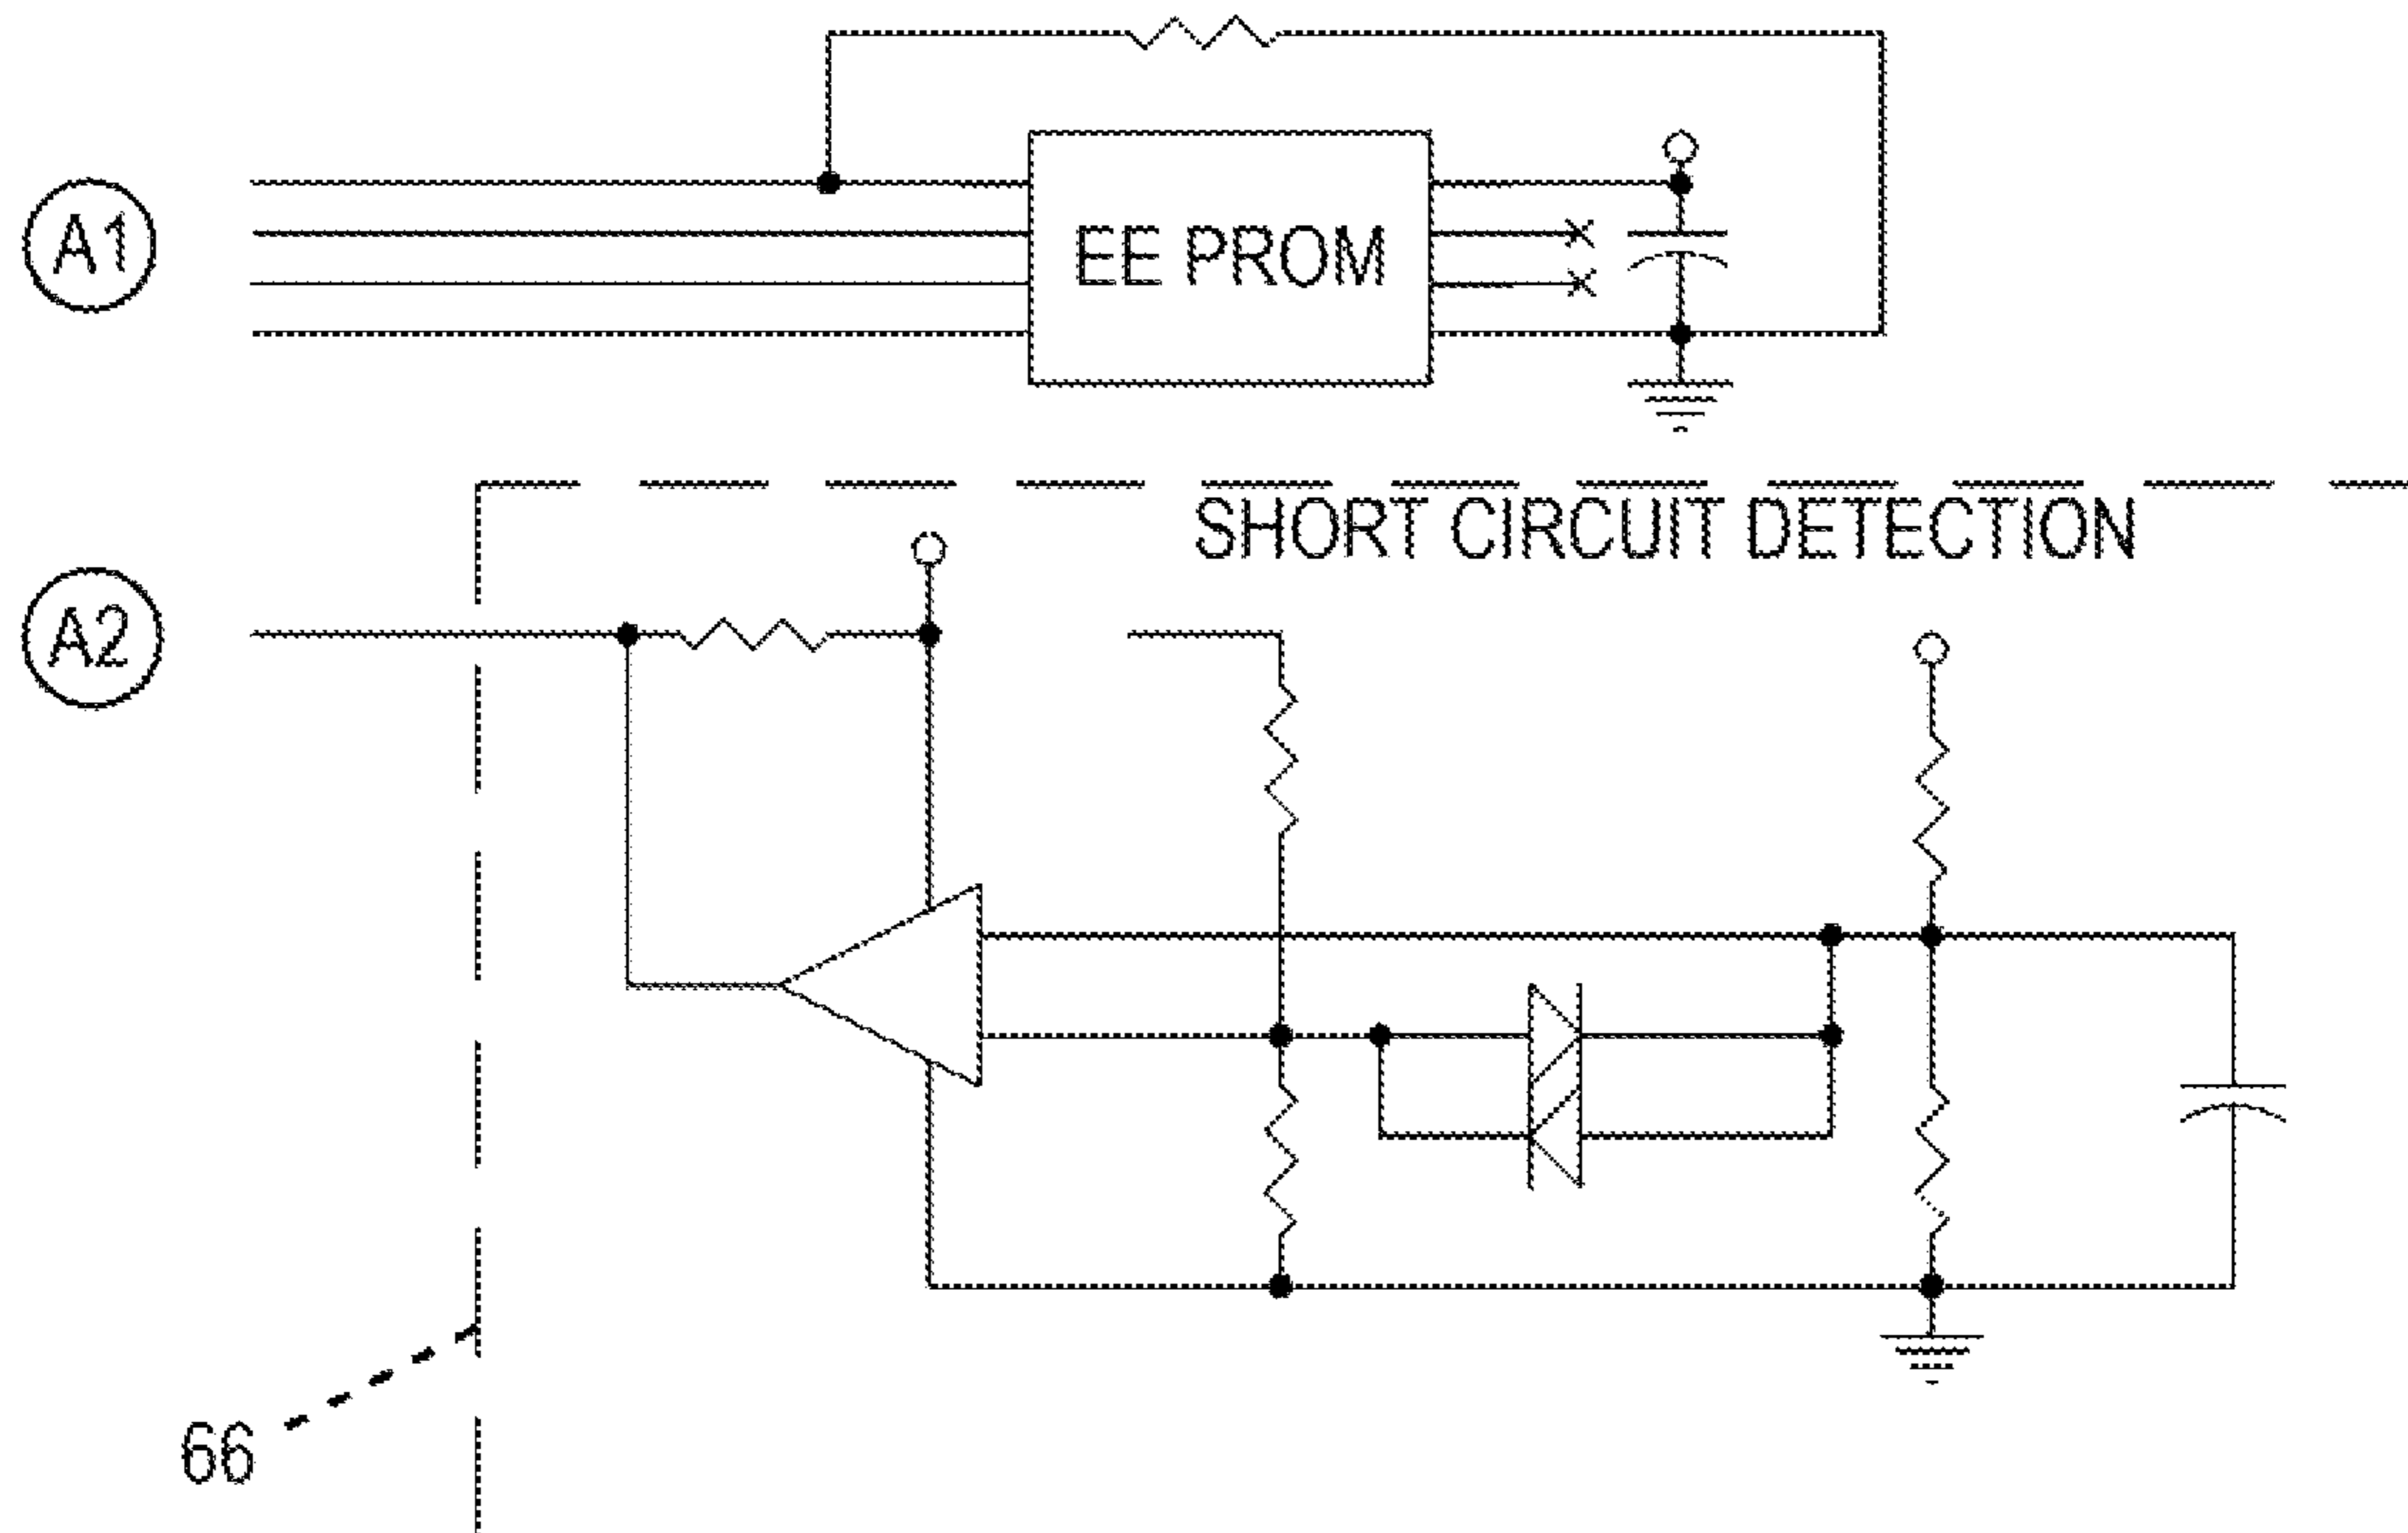 A1
EE PROM
SHORT CIRCUIT DETECTION
A2
66